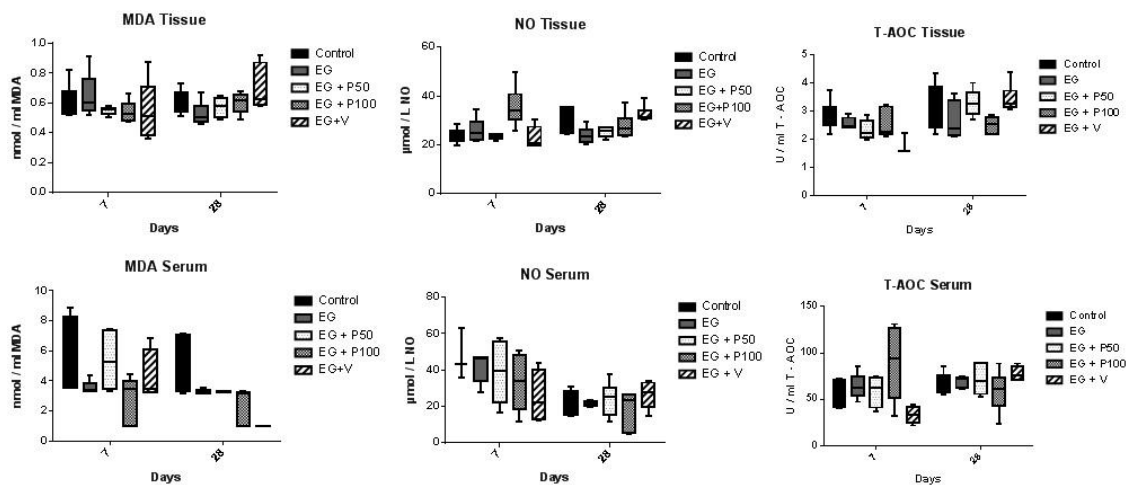 MDA Tissue
nmol / ml MDA
1.0
0.8
0.6
0.4
0.2
0.0
7
28
Days
Control
EG
EG + P50
EG + P100
EG+V
NO Tissue
µmol / L NO
60
40
20
0
7
28
Days
Control
EG
EG + P50
EG+P100
EG+V
T-AOC Tissue
U / ml T - AOC
5
4
3
2
1
0
7
28
Days
Control
EG
EG + P50
EG + P100
EG + V
MDA Serum
nmol / ml MDA
10
8
6
4
2
0
7
28
Days
Control
EG
EG + P50
EG + P100
EG+V
NO Serum
µmol / L NO
80
60
40
20
0
7
28
Days
Control
EG
EG + P50
EG + P100
EG + V
T-AOC Serum
U / ml T - AOC
150
100
50
0
7
28
Days
Control
EG
EG + P50
EG + P100
EG + V